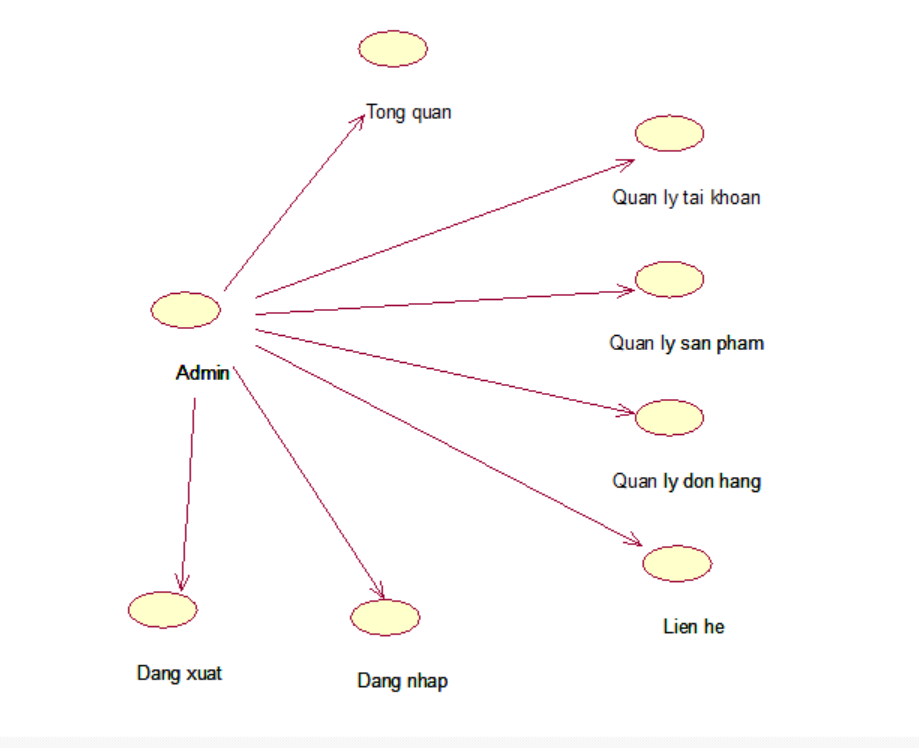 Tong quan
Quan ly tai khoan
Quan ly san pham
Admin
Quan ly don hang
Lien he
Dang xuat
Dang nhap